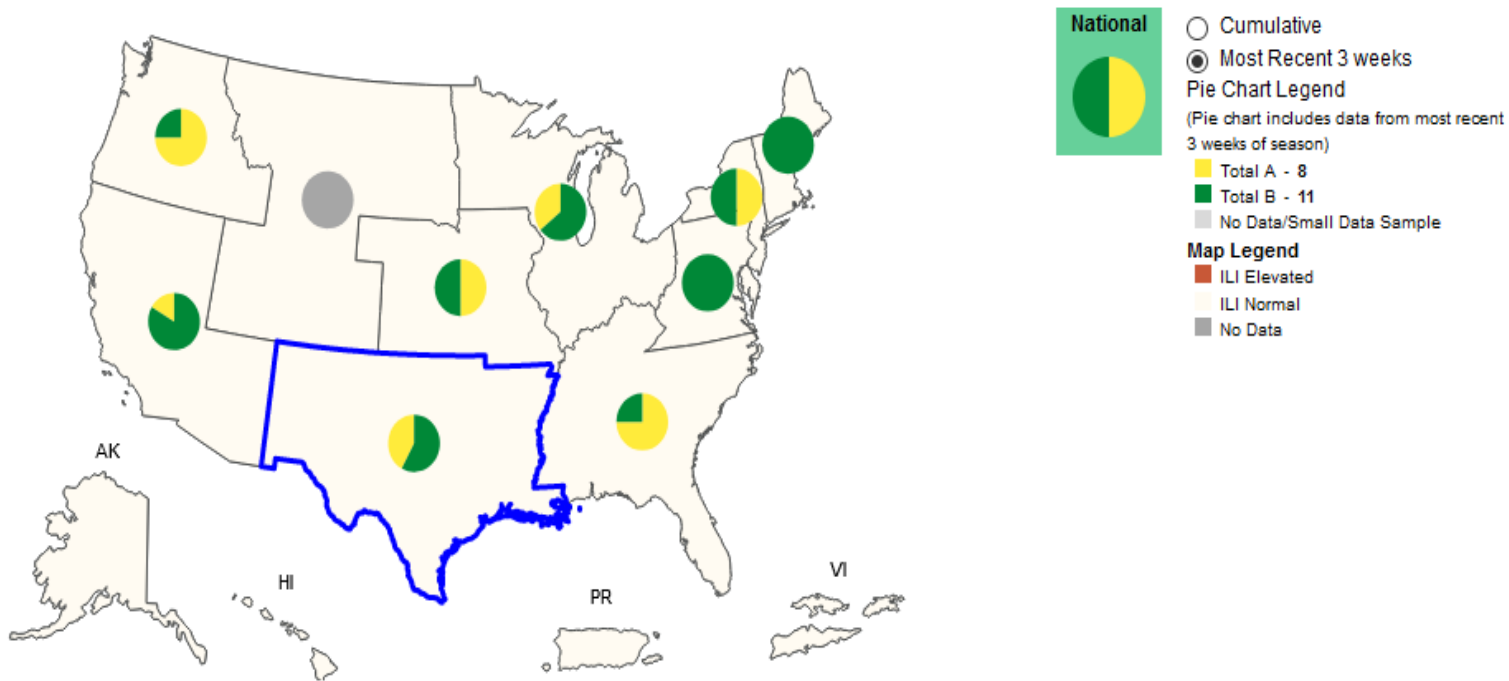 National
Cumulative
Most Recent 3 weeks
Pie Chart Legend
(Pie chart includes data from most recent
3 weeks of season)
Total A - 8
Total B - 11
No Data/Small Data Sample
Map Legend
ILI Elevated
ILI Normal
No Data
AK
HI
PR
VI